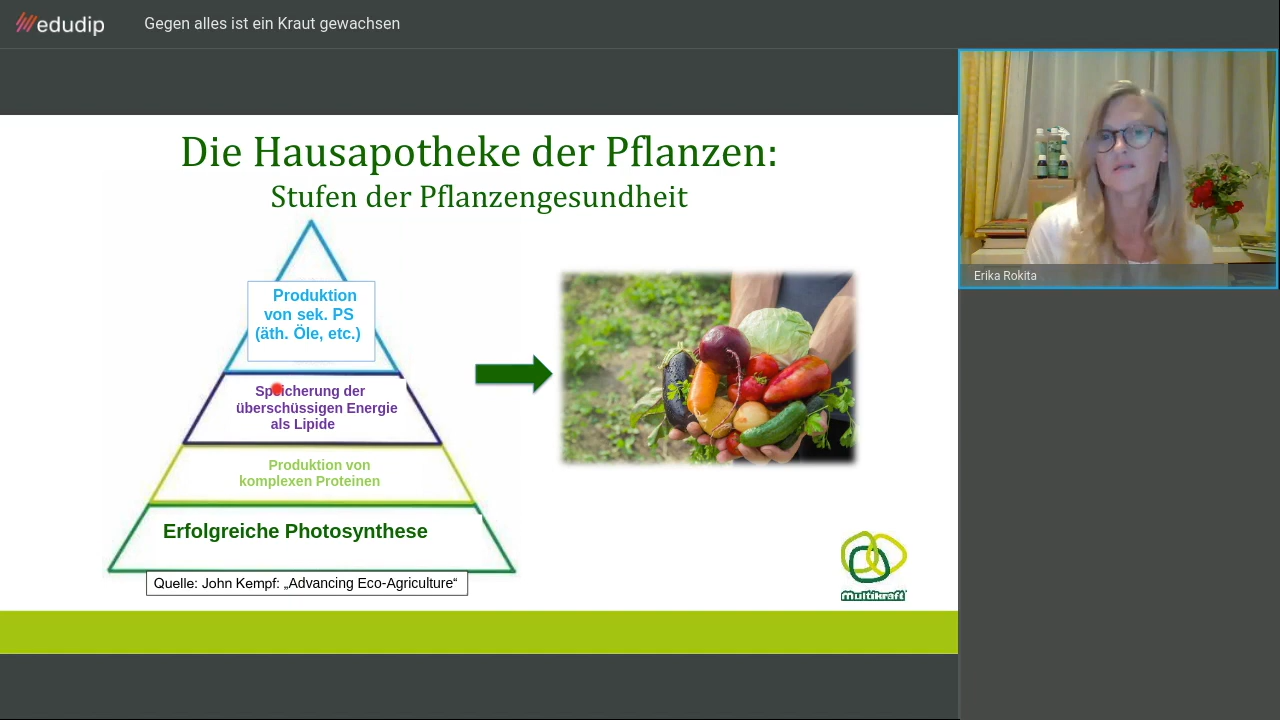 edudip
Gegen alles ist ein Kraut gewachsen
Die Hausapotheke der Pflanzen:
Stufen der Pflanzengesundheit
Produktion
von sek. PS
(äth. Öle, etc.)
Speicherung der
überschüssigen Energie
als Lipide
Produktion von
komplexen Proteinen
Erfolgreiche Photosynthese
Quelle: John Kempf: „Advancing Eco-Agriculture“
multikraft
Erika Rokita